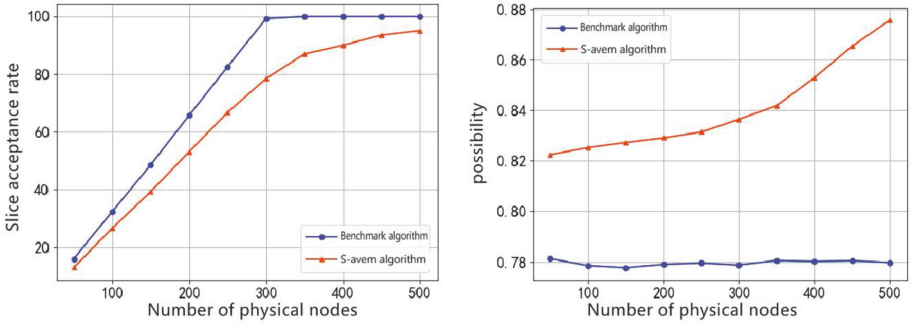 Slice acceptance rate
100
80
60
40
20
Benchmark algorithm
S-avem algorithm
100 200 300 400 500
Number of physical nodes
possibility
0.88
0.86
0.84
0.82
0.80
0.78
Benchmark algorithm
S-avem algorithm
100 200 300 400 500
Number of physical nodes